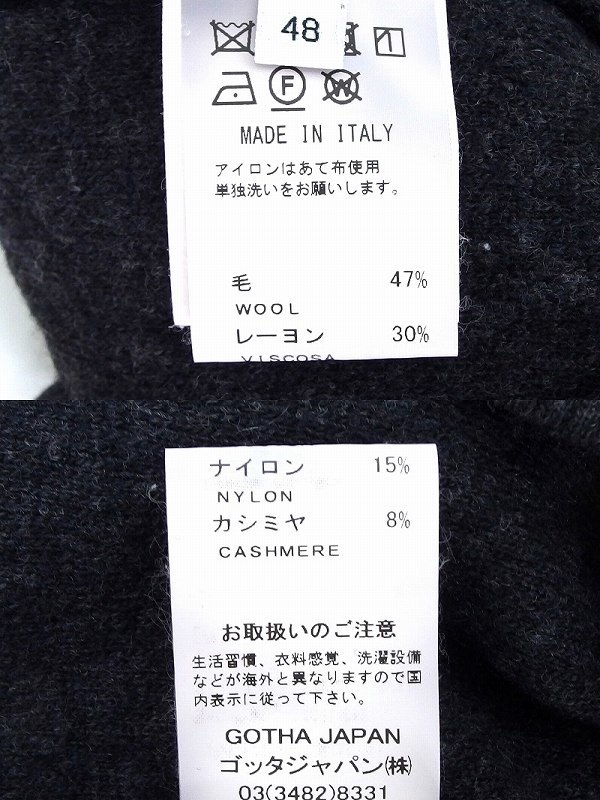 48
F
W
MADE IN ITALY
アイロンはあて布使用
単独洗いをお願いします。
毛 47%
WOOL
レーヨン 30%
VISCOSA
ナイロン 15%
NYLON
カシミヤ 8%
CASHMERE
お取扱いのご注意
生活習慣、衣料感覚、洗濯設備
などが海外と異なりますので国
内表示に従って下さい。
GOTHA JAPAN
ゴッタジャパン(株)
03(3482)8331